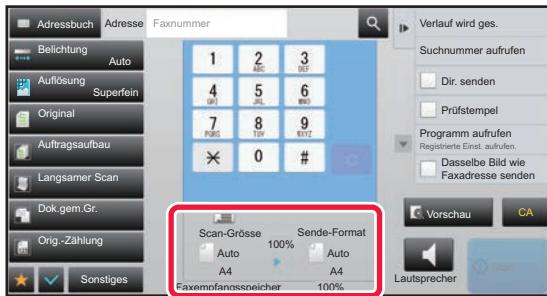 Adressbuch
Adresse
Faxnummer
Belichtung
Auto
Auflösung
Superfein
Original
Auftragsaufbau
Langsamer Scan
Dok.gem.Gr.
Orig.-Zählung
Sonstiges
1
2
ABC
3
DEF
4
GHI
5
JKL
6
MNO
7
PQRS
8
TUV
9
WXYZ
0
#
C
Scan-Grösse
100%
Sende-Format
Auto
Auto
A4
A4
Faxempfangsspeicher
100%
Verlauf wird ges.
Suchnummer aufrufen
Dir. senden
Prüfstempel
Programm aufrufen
Registrierte Einst. aufrufen.
Dasselbe Bild wie
Faxadresse senden
Vorschau
CA
Lautsprecher
Start